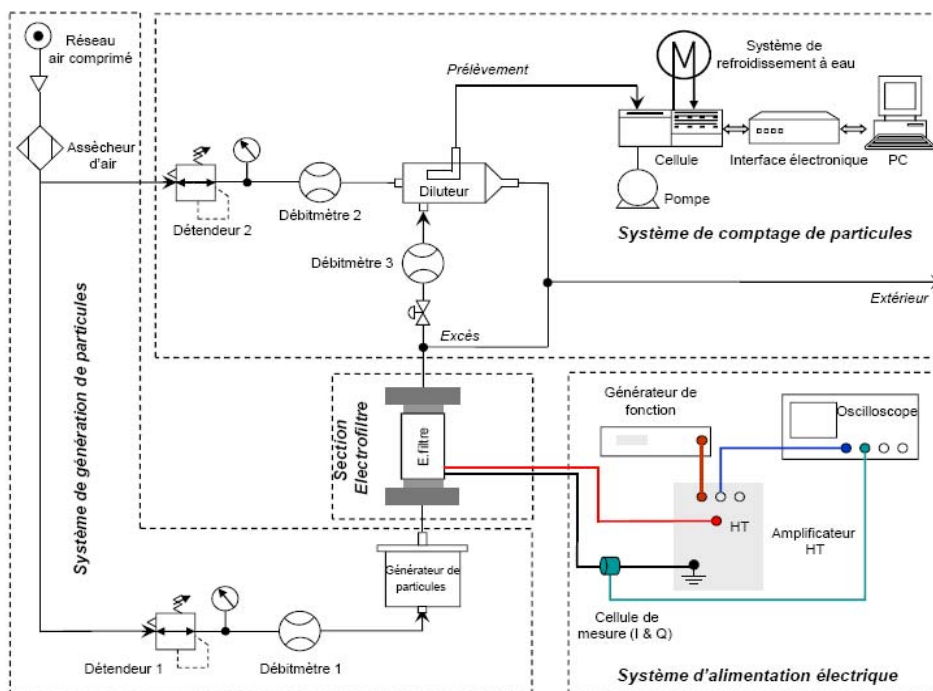 Réseau
air comprimé
Assècheur
d'air
Détendeur 2
Débitmètre 2
Prélèvement
Diluteur
Débitmètre 3
Excès
M
Système de
refroidissement à eau
Cellule
Interface électronique
PC
Pompe
Système de comptage de particules
Extérieur
Système de génération de particules
Section
Electrofiltre
E.filtre
Générateur de
particules
Détendeur 1
Débitmètre 1
Générateur de
fonction
Oscilloscope
HT
Amplificateur
HT
Cellule de
mesure (I & Q)
Système d'alimentation électrique